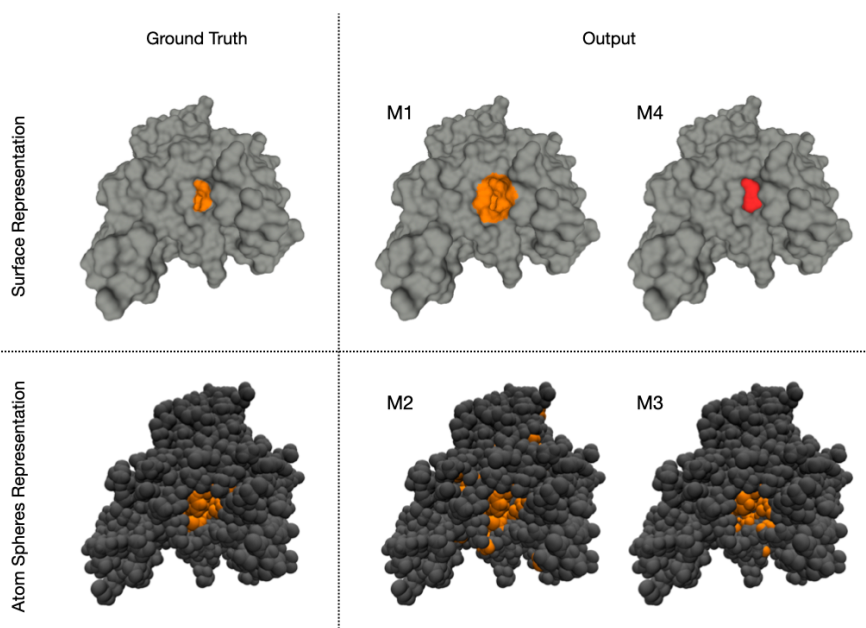 Ground Truth
Output
Surface Representation
M1
M4
Atom Spheres Representation
M2
M3